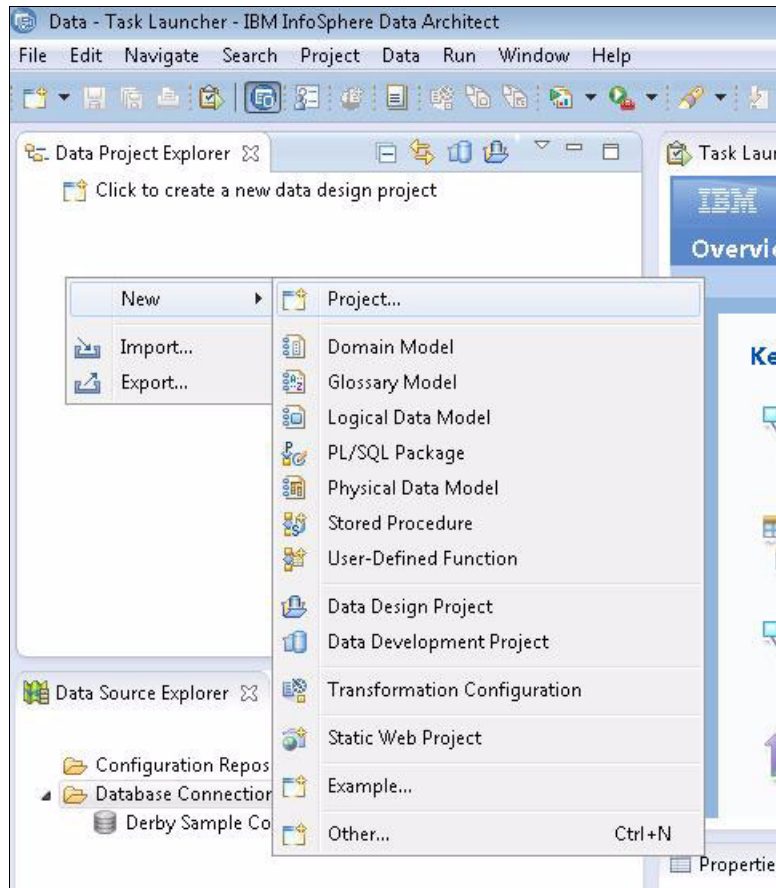 Data - Task Launcher - IBM InfoSphere Data Architect
File Edit Navigate Search Project Data Run Window Help
Data Project Explorer
Task Lau
Click to create a new data design project
IBM
Overvi
New
Project...
Import...
Export...
Domain Model
Glossary Model
Logical Data Model
PL/SQL Package
Physical Data Model
Stored Procedure
User-Defined Function
Data Design Project
Data Development Project
Transformation Configuration
Static Web Project
Example...
Other... Ctrl+N
Ke
Data Source Explorer
Configuration Repos
Database Connection
Derby Sample Co
Propertie